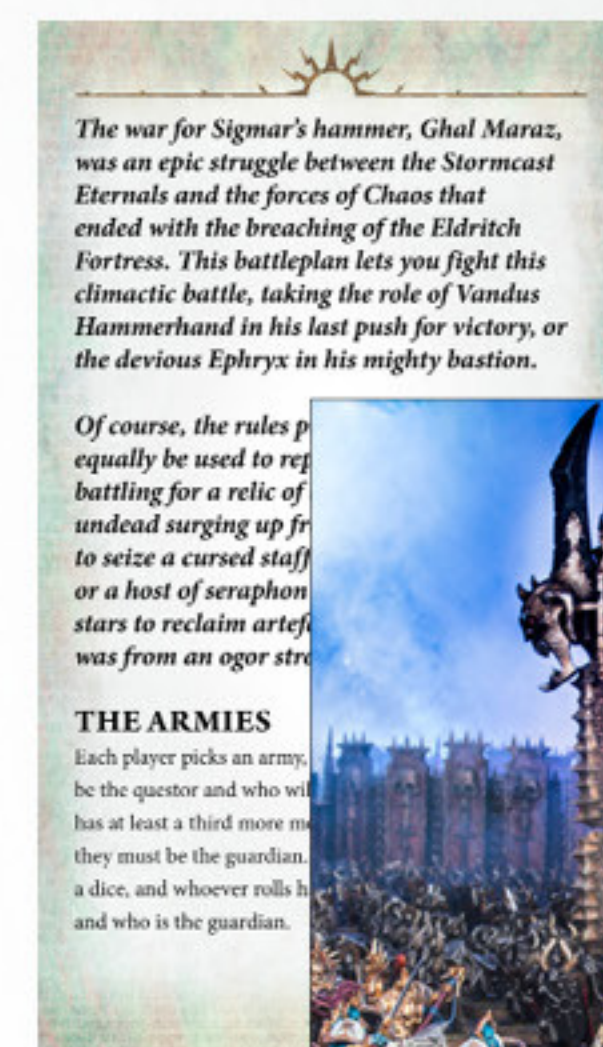 The war for Sigmar's hammer, Ghal Maraz,
was an epic struggle between the Stormcast
Eternals and the forces of Chaos that
ended with the breaching of the Eldritch
Fortress. This battleplan lets you fight this
climactic battle, taking the role of Vandus
Hammerhand in his last push for victory, or
the devious Ephryx in his mighty bastion.
Of course, the rules p
equally be used to rep
battling for a relic of
undead surging up fr
to seize a cursed staff
or a host of seraphon
stars to reclaim artef
was from an ogor stro
THE ARMIES
Each player picks an army,
be the questor and who wil
has at least a third more m
they must be the guardian.
a dice, and whoever rolls h
and who is the guardian.